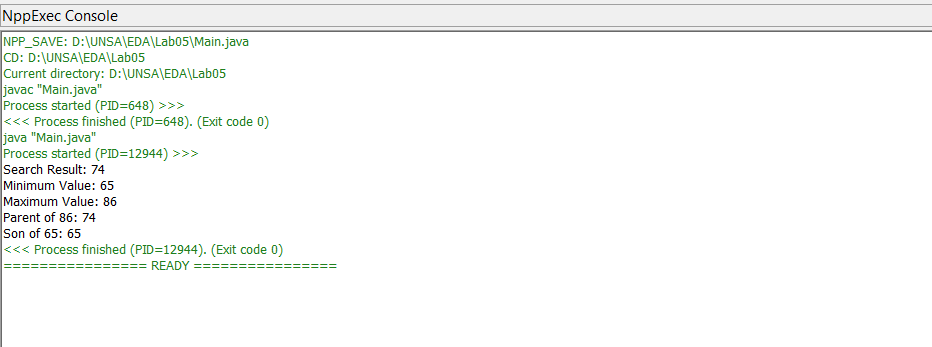 NppExec Console
NPP_SAVE: D:\UNSA\EDA\Lab05\Main.java
CD: D:\UNSA\EDA\Lab05
Current directory: D:\UNSA\EDA\Lab05
javac "Main.java"
Process started (PID=648) >>>
<<< Process finished (PID=648). (Exit code 0)
java "Main.java"
Process started (PID=12944) >>>
Search Result: 74
Minimum Value: 65
Maximum Value: 86
Parent of 86: 74
Son of 65: 65
<<< Process finished (PID=12944). (Exit code 0)
================ READY ================